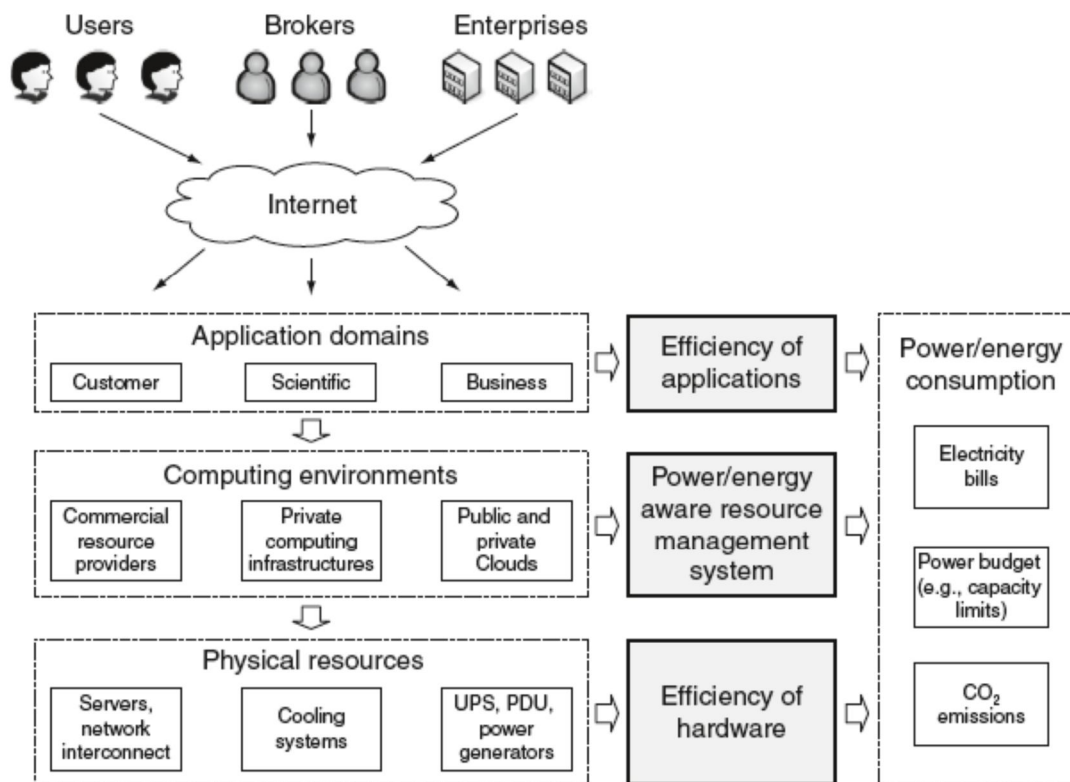 Users
Brokers
Enterprises
Internet
Application domains
Customer
Scientific
Business
Efficiency of
applications
Power/energy
consumption
Electricity
bills
Power budget
(e.g., capacity
limits)
CO₂
emissions
Computing environments
Commercial
resource
providers
Private
computing
infrastructures
Public and
private
Clouds
Power/energy
aware resource
management
system
Physical resources
Servers,
network
interconnect
Cooling
systems
UPS, PDU,
power
generators
Efficiency of
hardware